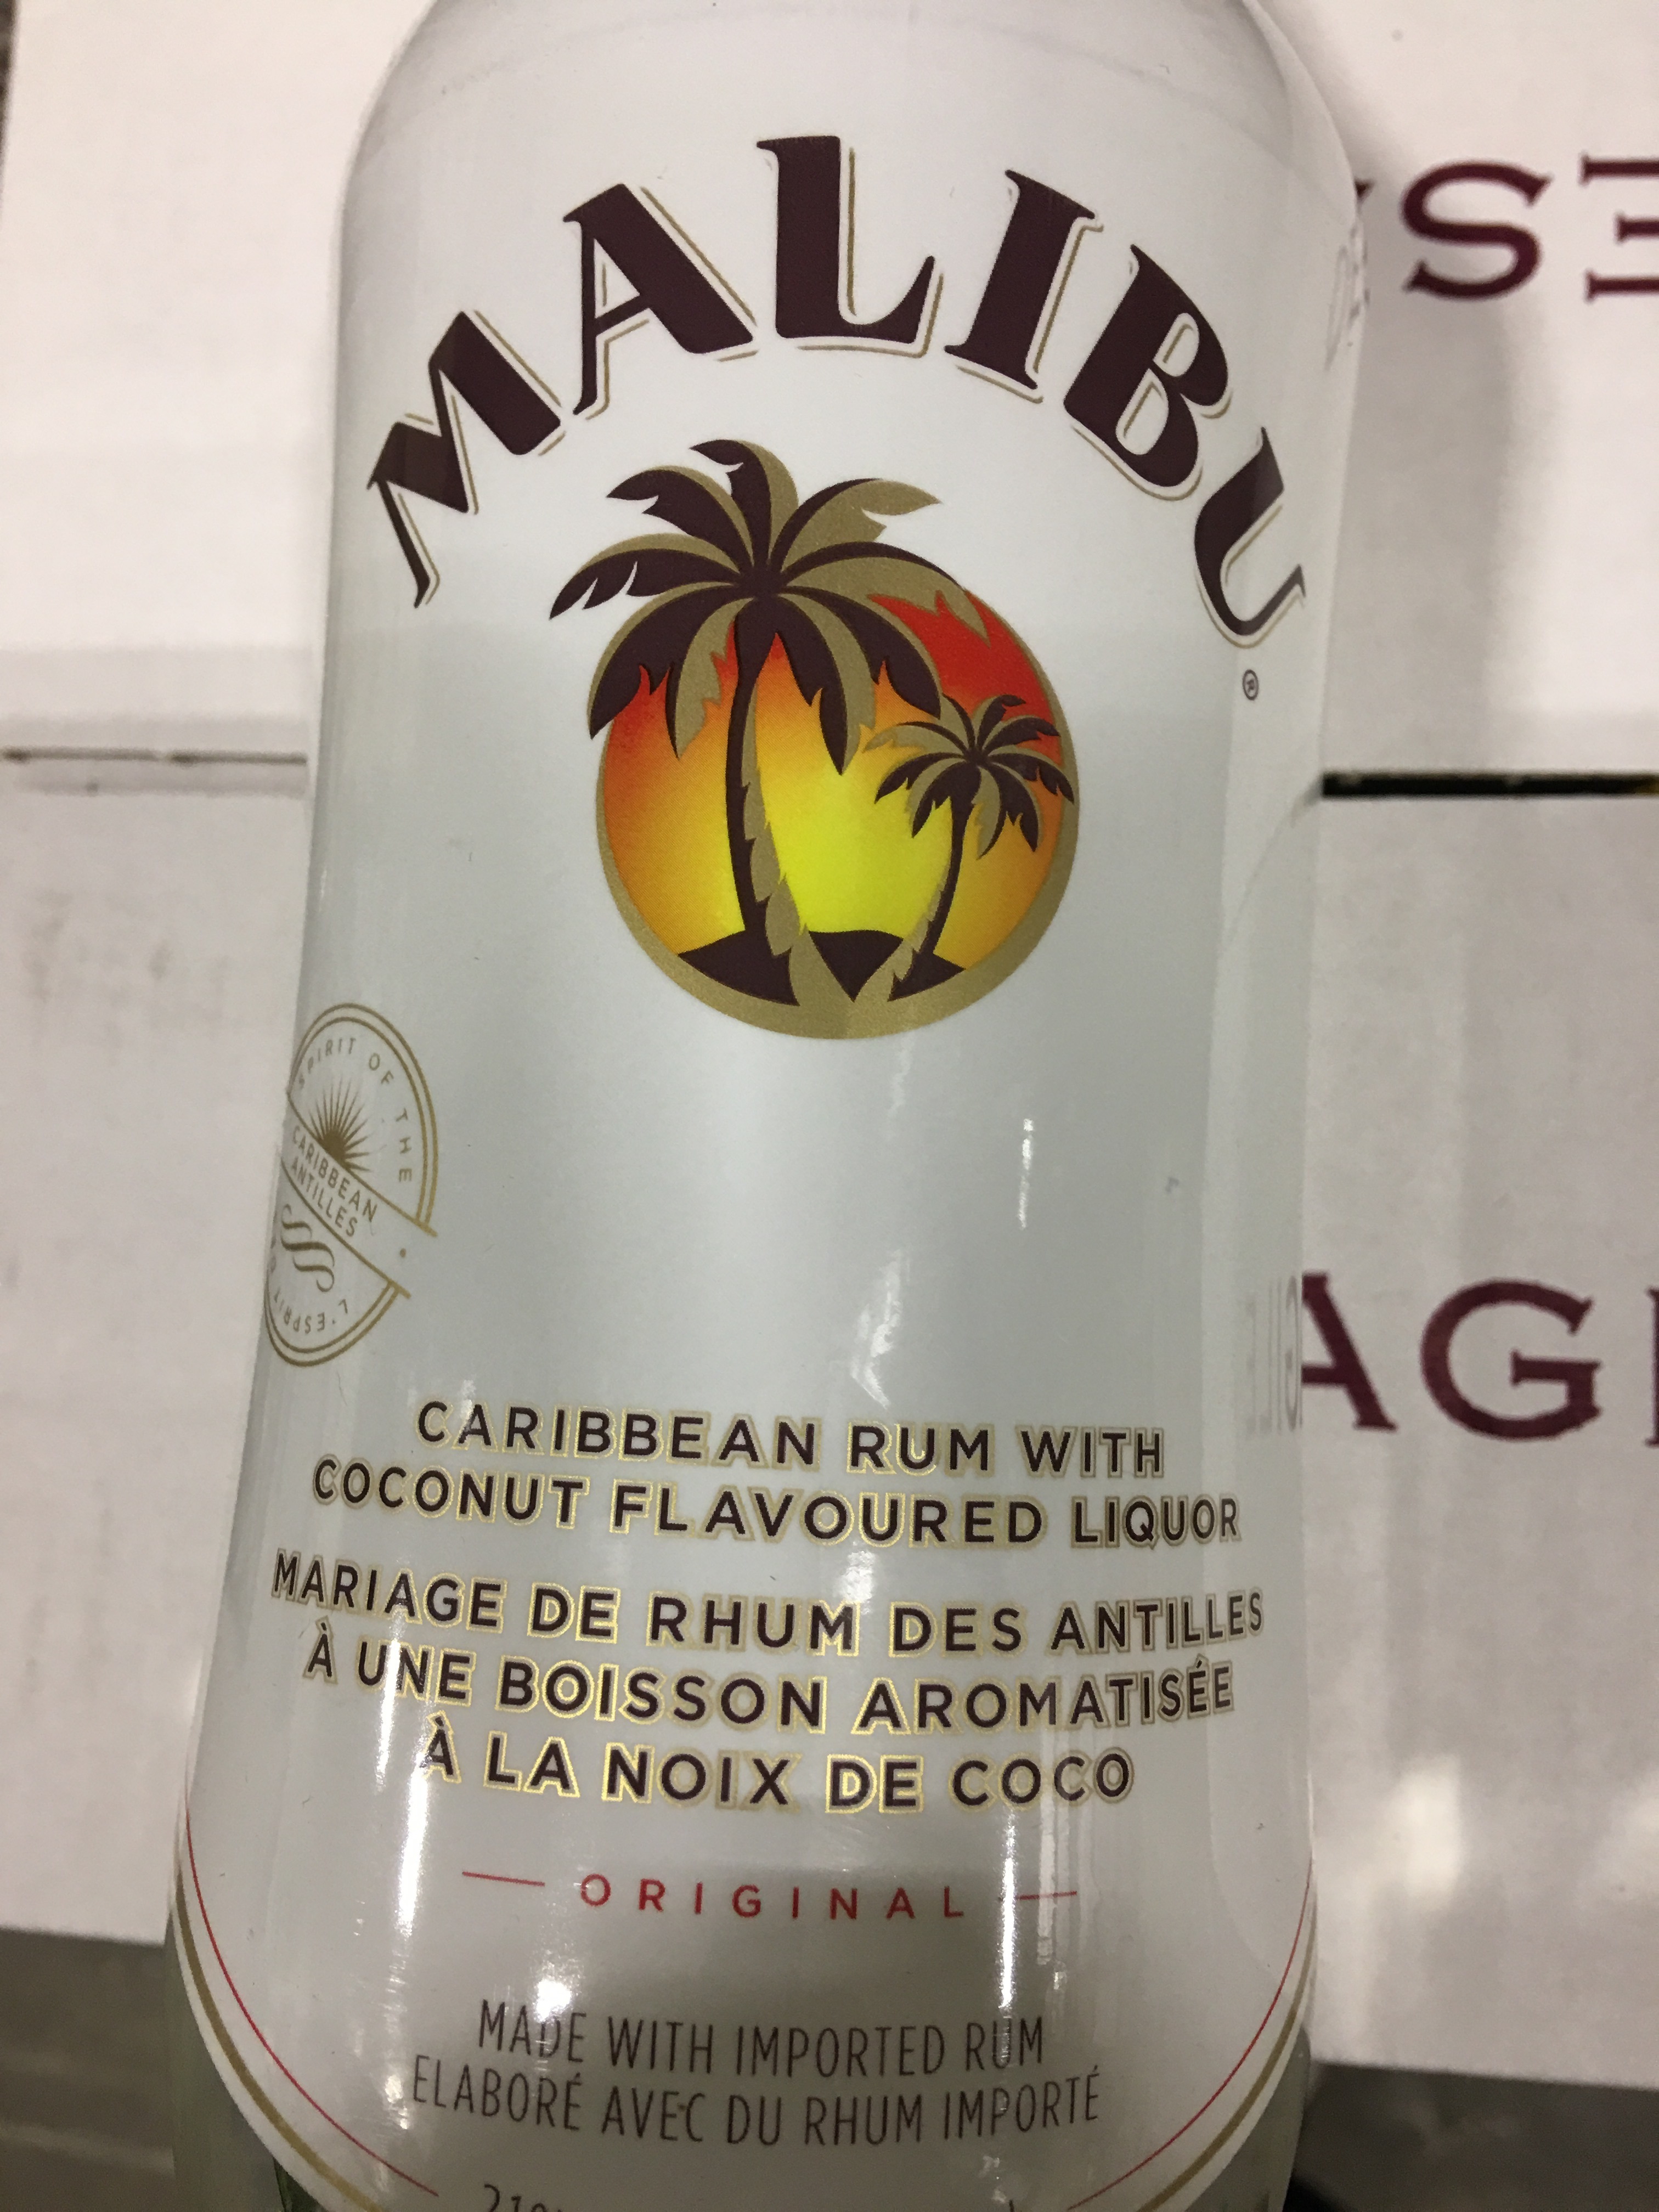 MALIBU
®
SPIRIT OF THE
CARIBBEAN
ANTILLES
L'ESPRIT
CARIBBEAN RUM WITH
COCONUT FLAVOURED LIQUOR
MARIAGE DE RHUM DES ANTILLES
À UNE BOISSON AROMATISÉE
À LA NOIX DE COCO
ORIGINAL
MADE WITH IMPORTED RUM
ELABORÉ AVEC DU RHUM IMPORTÉ